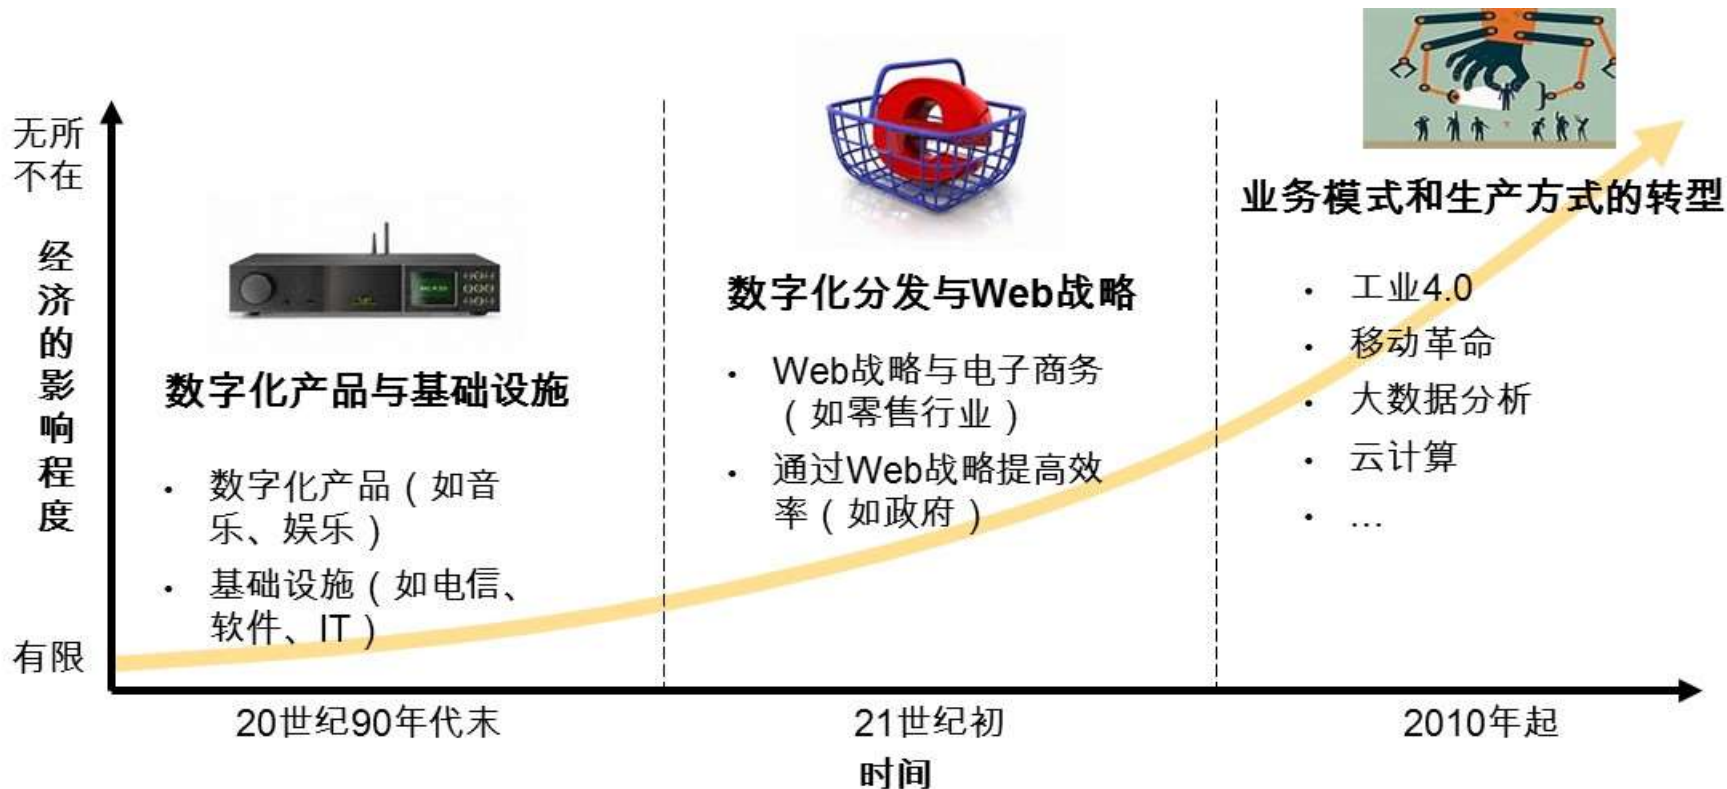 无所
不在
经
济
的
影
响
程
度
有限
数字化产品与基础设施
• 数字化产品（如音
乐、娱乐）
• 基础设施（如电信、
软件、IT）
数字化分发与Web战略
• Web战略与电子商务
（如零售行业）
• 通过Web战略提高效
率（如政府）
业务模式和生产方式的转型
• 工业4.0
• 移动革命
• 大数据分析
• 云计算
• …
20世纪90年代末
21世纪初
2010年起
时间